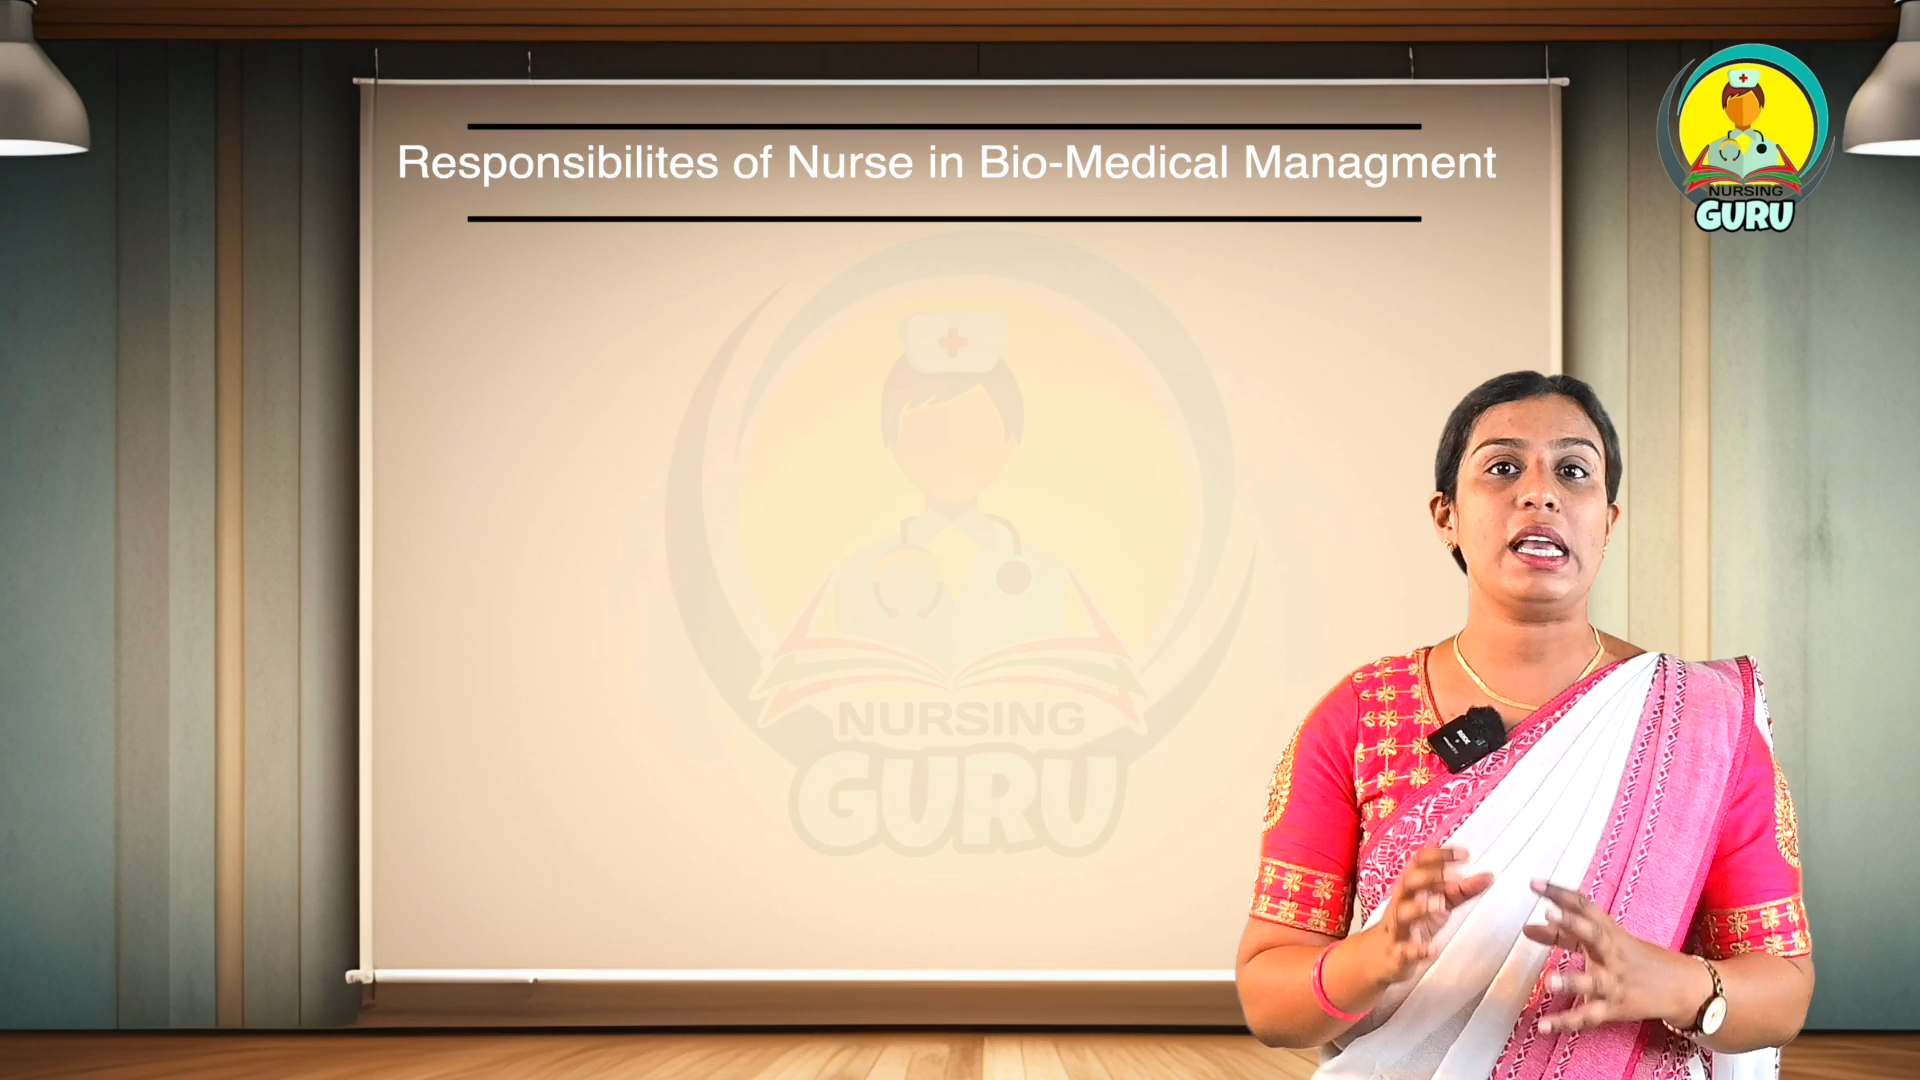 Responsibilites of Nurse in Bio-Medical Managment
NURSING
GURU
NURSING
GURU